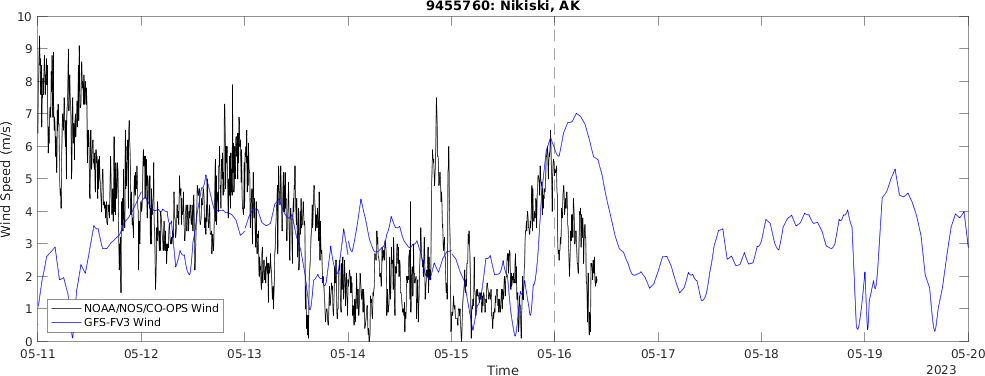 9455760: Nikiski, AK
10
9
8
7
6
5
4
3
2
1
0
Wind Speed (m/s)
NOAA/NOS/CO-OPS Wind
GFS-FV3 Wind
05-11 05-12 05-13 05-14 05-15 05-16 05-17 05-18 05-19 05-20
Time
2023